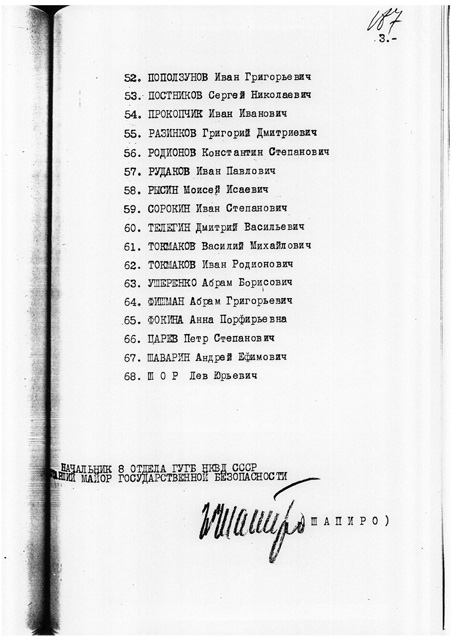 187
3.-
52. ПОПОЛЗУНОВ Иван Григорьевич
53. ПОСТНИКОВ Сергей Николаевич
54. ПРОКОПЧИК Иван Иванович
55. РАЗИНКОВ Григорий Дмитриевич
56. РОДИОНОВ Константин Степанович
57. РУДАКОВ Иван Павлович
58. РЫСИН Моисей Исаевич
59. СОРОКИН Иван Степанович
60. ТЕЛЕГИН Дмитрий Васильевич
61. ТОКМАКОВ Василий Михайлович
62. ТОКМАКОВ Иван Родионович
63. УШЕРЕНКО Абрам Борисович
64. ФИШМАН Абрам Григорьевич
65. ФОКИНА Анна Порфирьевна
66. ЦАРЕВ Петр Степанович
67. ШАВАРИН Андрей Ефимович
68. Ш О Р Лев Юрьевич
НАЧАЛЬНИК 8 ОТДЕЛА ГУГБ НКВД СССР
МАЙОР ГОСУДАРСТВЕННОЙ БЕЗОПАСНОСТИ
(ШАПИРО)